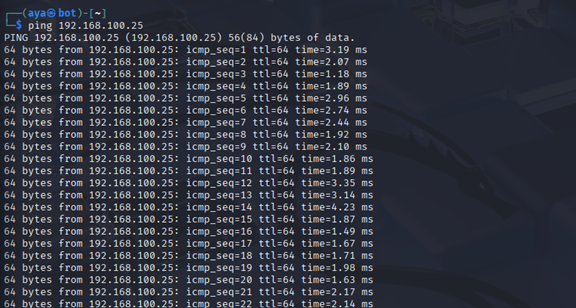 ┌──(aya㉿bot)-[~]
└─$ ping 192.168.100.25
PING 192.168.100.25 (192.168.100.25) 56(84) bytes of data.
64 bytes from 192.168.100.25: icmp_seq=1 ttl=64 time=3.19 ms
64 bytes from 192.168.100.25: icmp_seq=2 ttl=64 time=2.07 ms
64 bytes from 192.168.100.25: icmp_seq=3 ttl=64 time=1.18 ms
64 bytes from 192.168.100.25: icmp_seq=4 ttl=64 time=1.89 ms
64 bytes from 192.168.100.25: icmp_seq=5 ttl=64 time=2.96 ms
64 bytes from 192.168.100.25: icmp_seq=6 ttl=64 time=2.74 ms
64 bytes from 192.168.100.25: icmp_seq=7 ttl=64 time=2.44 ms
64 bytes from 192.168.100.25: icmp_seq=8 ttl=64 time=1.92 ms
64 bytes from 192.168.100.25: icmp_seq=9 ttl=64 time=2.10 ms
64 bytes from 192.168.100.25: icmp_seq=10 ttl=64 time=1.86 ms
64 bytes from 192.168.100.25: icmp_seq=11 ttl=64 time=1.89 ms
64 bytes from 192.168.100.25: icmp_seq=12 ttl=64 time=3.35 ms
64 bytes from 192.168.100.25: icmp_seq=13 ttl=64 time=3.14 ms
64 bytes from 192.168.100.25: icmp_seq=14 ttl=64 time=4.23 ms
64 bytes from 192.168.100.25: icmp_seq=15 ttl=64 time=1.87 ms
64 bytes from 192.168.100.25: icmp_seq=16 ttl=64 time=1.49 ms
64 bytes from 192.168.100.25: icmp_seq=17 ttl=64 time=1.67 ms
64 bytes from 192.168.100.25: icmp_seq=18 ttl=64 time=1.71 ms
64 bytes from 192.168.100.25: icmp_seq=19 ttl=64 time=1.98 ms
64 bytes from 192.168.100.25: icmp_seq=20 ttl=64 time=1.63 ms
64 bytes from 192.168.100.25: icmp_seq=21 ttl=64 time=2.17 ms
64 bytes from 192.168.100.25: icmp_seq=22 ttl=64 time=2.14 ms